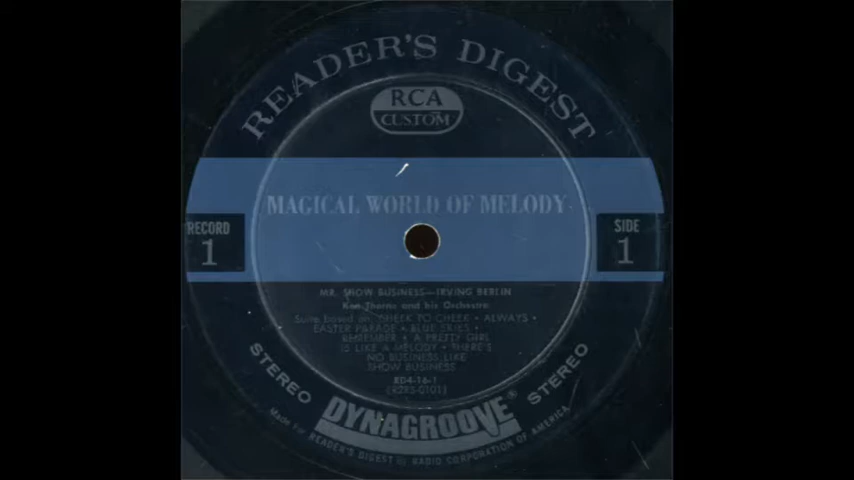 READER'S DIGEST
RCA
CUSTOM
MAGICAL WORLD OF MELODY
RECORD
1
SIDE
1
MR. SHOW BUSINESS—IRVING BERLIN
Ken Thorne and his Orchestra
Suite based on: CHEEK TO CHEEK • ALWAYS •
EASTER PARADE • BLUE SKIES •
REMEMBER • A PRETTY GIRL
IS LIKE A MELODY • THERE'S
NO BUSINESS LIKE
SHOW BUSINESS
RD4-16-1
STEREO
STEREO
DYNAGROOVE®
Made for READER'S DIGEST by RADIO CORPORATION OF AMERICA